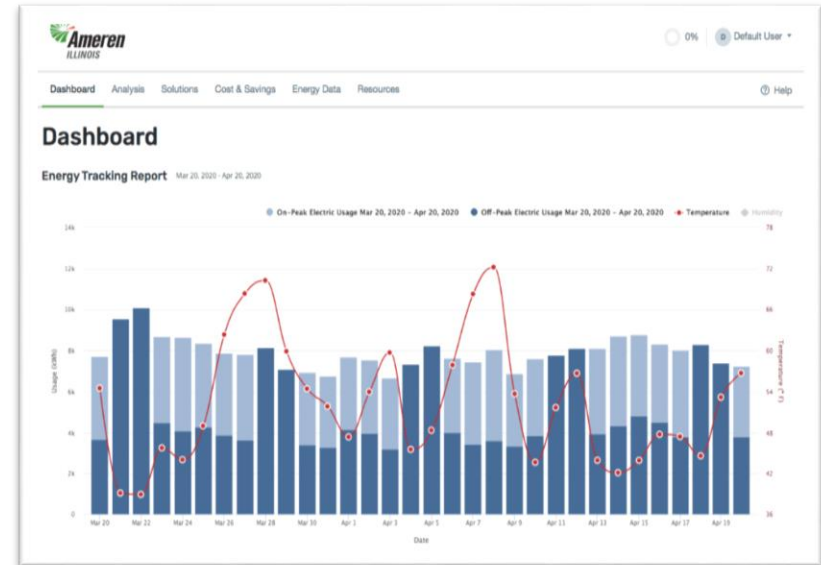 Ameren
ILLINOIS
0%
D
Default User
Dashboard Analysis Solutions Cost & Savings Energy Data Resources
Help
Dashboard
Energy Tracking Report Mar 20, 2020 - Apr 20, 2020
On-Peak Electric Usage Mar 20, 2020 - Apr 20, 2020 Off-Peak Electric Usage Mar 20, 2020 - Apr 20, 2020 Temperature Humidity
14k 78
12k 72
10k 66
8k 60
6k 54
4k 48
2k 42
0 36
Usage (kWh)
Temperature (° F)
Mar 20 Mar 22 Mar 24 Mar 26 Mar 28 Mar 30 Apr 1 Apr 3 Apr 5 Apr 7 Apr 9 Apr 11 Apr 13 Apr 15 Apr 17 Apr 19
Date